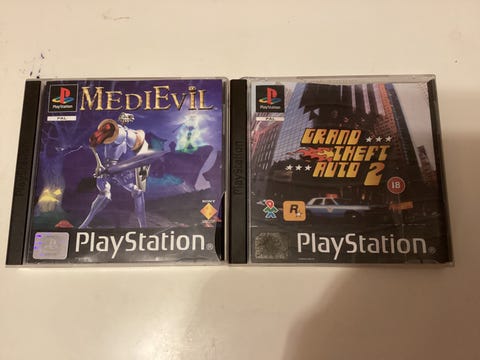 PlayStation
PAL
MEDIEVIL
SONY
PlayStation®
PlayStation
PAL
GRAND
THEFT
AUTO 2
18
R
PlayStation®